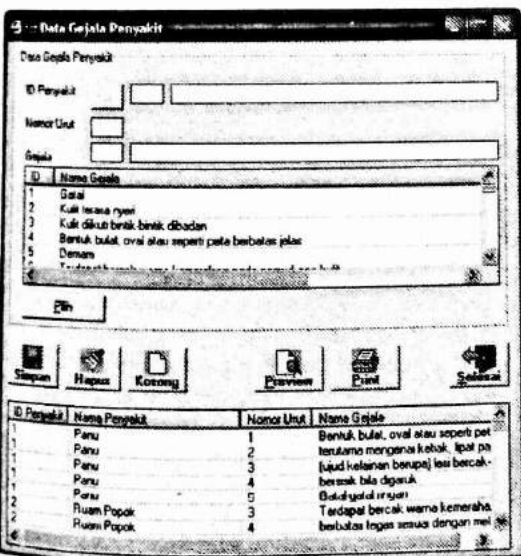 Data Gejala Penyakit
Data Gejala Penyakit
ID Penyakit
Nomor Urut
Gejala
ID Nama Gejala
1 Gatal
2 Kulit terasa nyeri
3 Kulit diikuti bintik-bintik dibadan
4 Bentuk bulat, oval atau seperti peta berbatas jelas
5 Demam
Pilih
Simpan Hapus Kosong Preview Print Selesai
ID Penyakit Nama Penyakit Nomor Urut Nama Gejala
1 Panu 1 Bentuk bulat, oval atau seperti pet
1 Panu 2 terutama mengenai ketiak, lipat pa
1 Panu 3 [ujud kelainan berupa] lesi bercak-
1 Panu 4 bersisik bila digaruk
1 Panu 5
2 Ruam Popok 3 Terdapat bercak warna kemeraha
2 Ruam Popok 4 berbatas tegas sesuai dengan mel